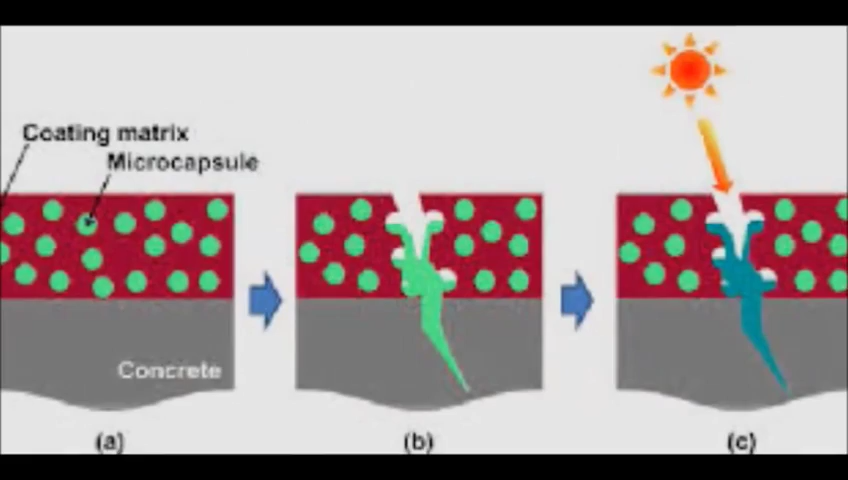 Coating matrix
Microcapsule
Concrete
(a)
(b)
(c)